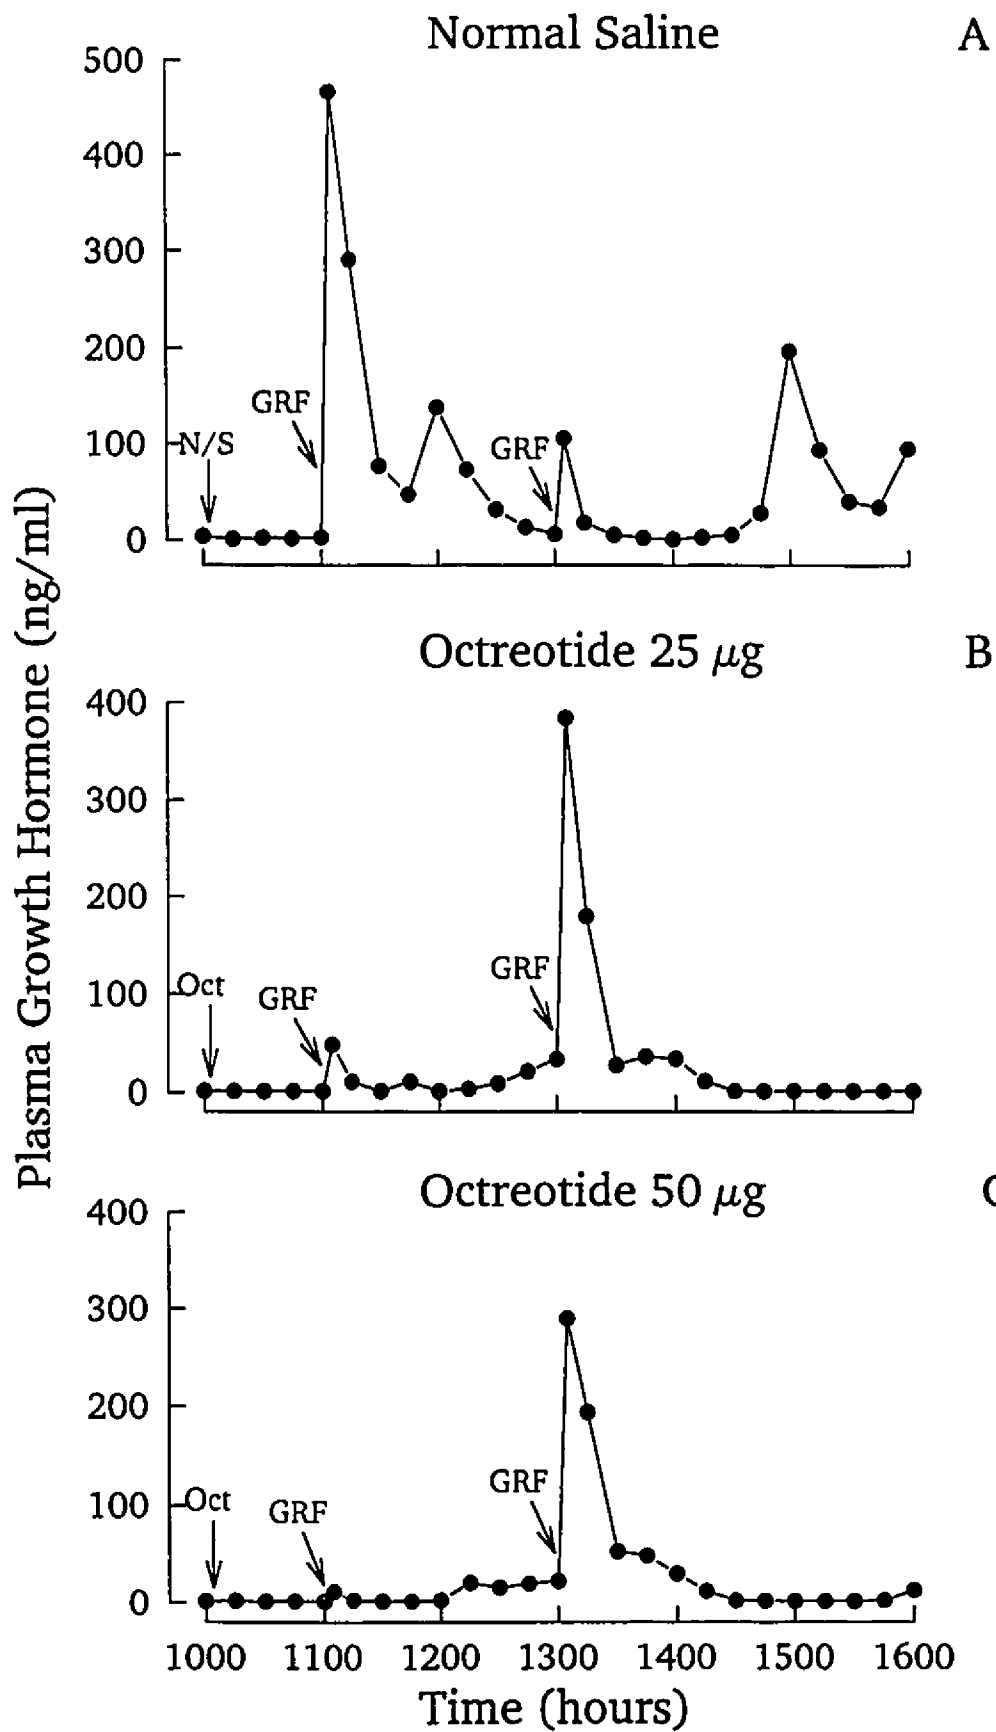 Normal Saline
A
500
400
300
200
100
0
GRF
N/S
GRF
Plasma Growth Hormone (ng/ml)
Octreotide 25 μg
B
400
300
200
100
0
Oct
GRF
GRF
Octreotide 50 μg
400
300
200
100
0
Oct
GRF
GRF
1000 1100 1200 1300 1400 1500 1600
Time (hours)